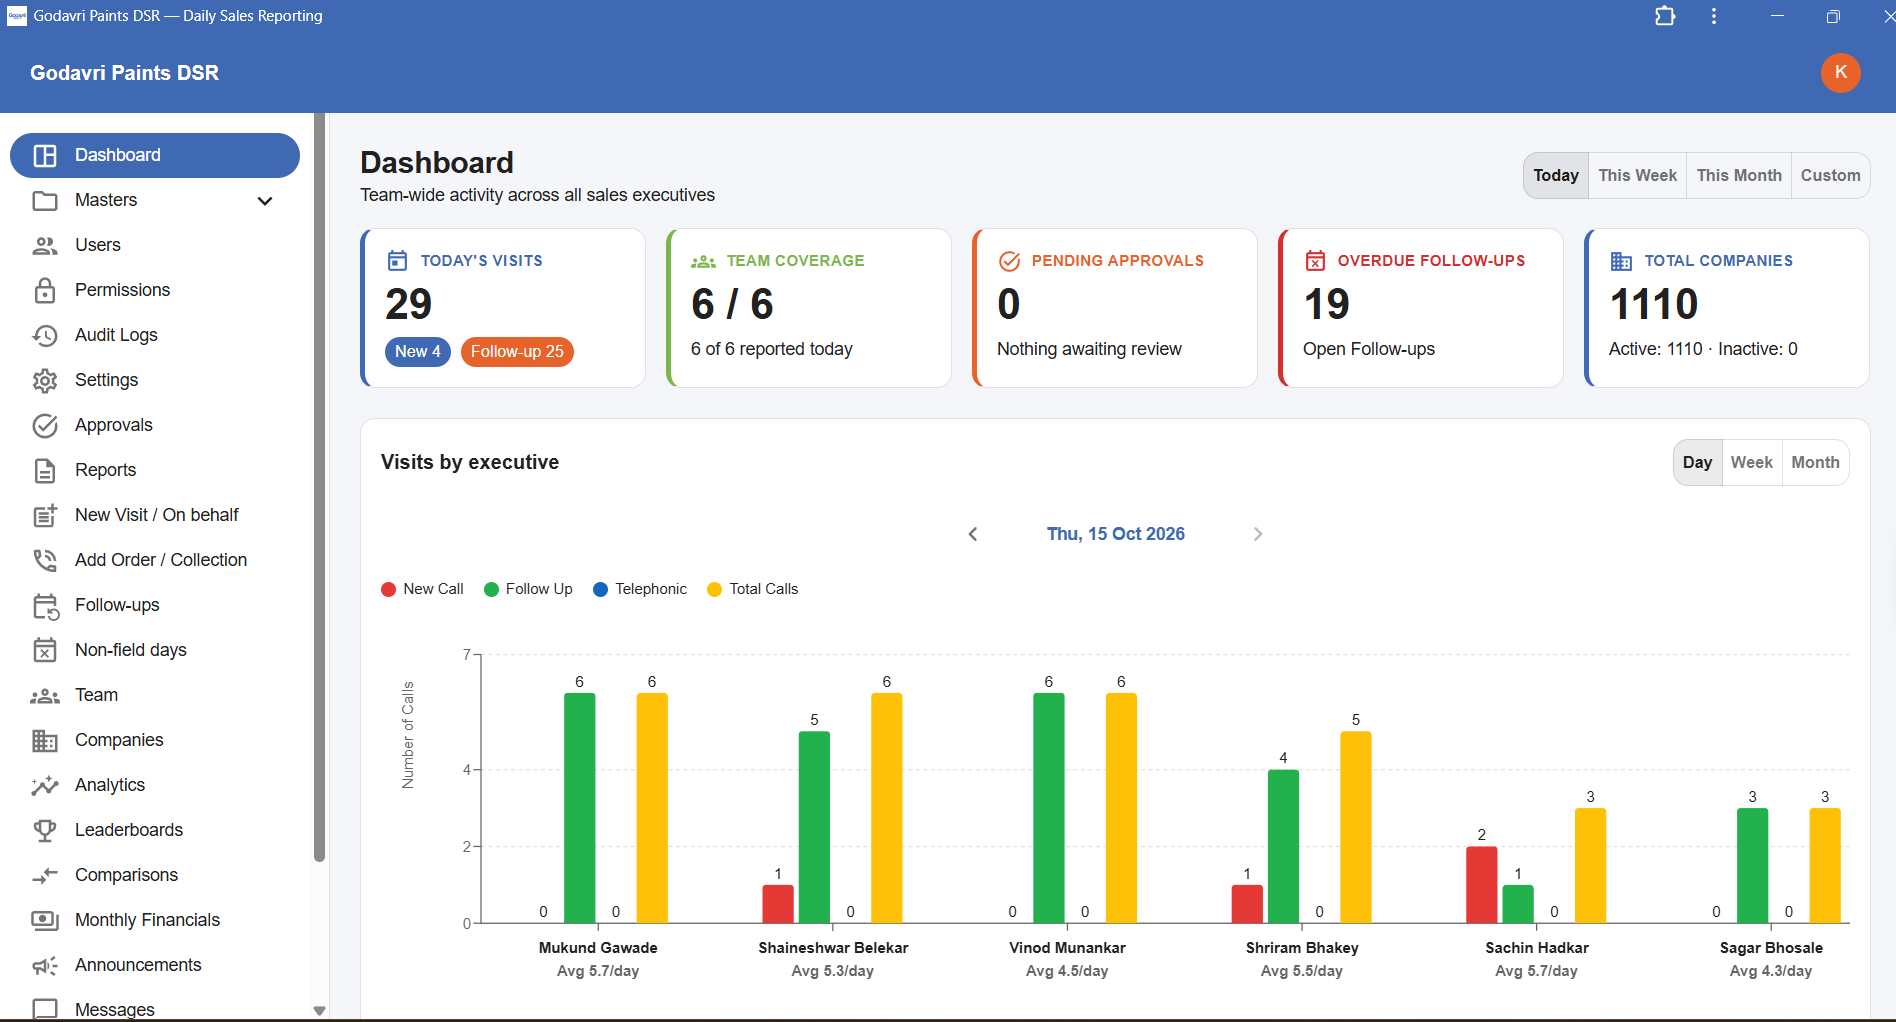 Godavri Paints DSR — Daily Sales Reporting
Godavri Paints DSR
K
Dashboard
Masters
Users
Permissions
Audit Logs
Settings
Approvals
Reports
New Visit / On behalf
Add Order / Collection
Follow-ups
Non-field days
Team
Companies
Analytics
Leaderboards
Comparisons
Monthly Financials
Announcements
Messages
Dashboard
Team-wide activity across all sales executives
Today This Week This Month Custom
TODAY'S VISITS
29
New 4 Follow-up 25
TEAM COVERAGE
6 / 6
6 of 6 reported today
PENDING APPROVALS
0
Nothing awaiting review
OVERDUE FOLLOW-UPS
19
Open Follow-ups
TOTAL COMPANIES
1110
Active: 1110 · Inactive: 0
Visits by executive
Day Week Month
Thu, 15 Oct 2026
New Call Follow Up Telephonic Total Calls
Number of Calls
7
4
2
0
0 6 0 6
1 5 0 6
0 6 0 6
1 4 0 5
2 1 0 3
0 3 0 3
Mukund Gawade
Avg 5.7/day
Shaineshwar Belekar
Avg 5.3/day
Vinod Munankar
Avg 4.5/day
Shriram Bhakey
Avg 5.5/day
Sachin Hadkar
Avg 5.7/day
Sagar Bhosale
Avg 4.3/day